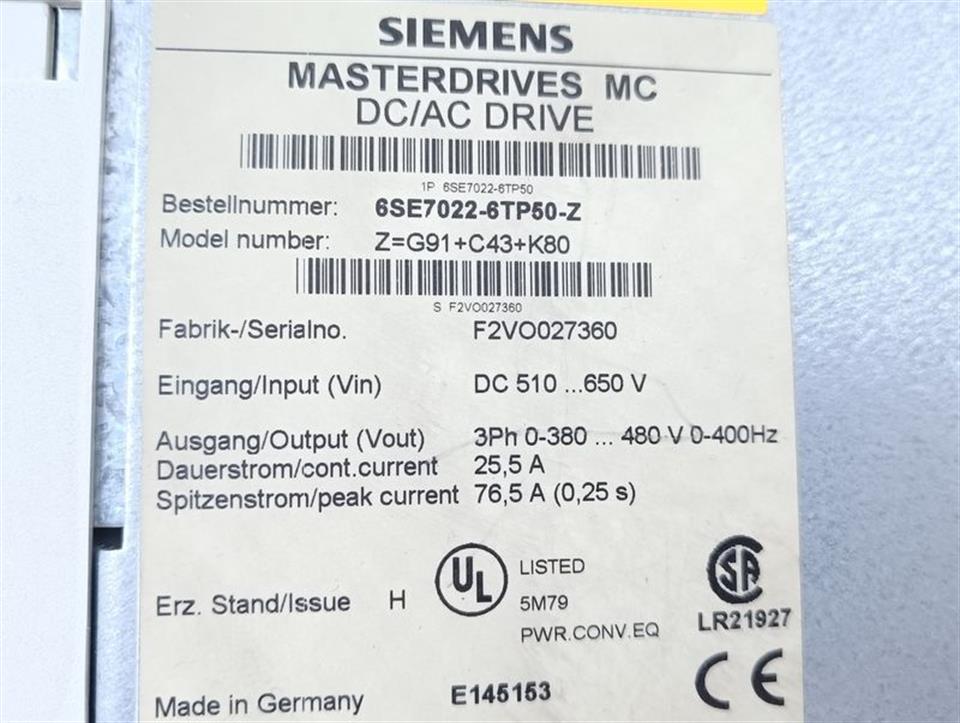 SIEMENS
MASTERDRIVES MC
DC/AC DRIVE
1P 6SE7022-6TP50
Bestellnummer: 6SE7022-6TP50-Z
Model number: Z=G91+C43+K80
S F2VO027360
Fabrik-/Serialno. F2VO027360
Eingang/Input (Vin) DC 510 ...650 V
Ausgang/Output (Vout) 3Ph 0-380 ... 480 V 0-400Hz
Dauerstrom/cont.current 25,5 A
Spitzenstrom/peak current 76,5 A (0,25 s)
Erz. Stand/Issue H
UL
LISTED
5M79
PWR.CONV.EQ
SA
LR21927
Made in Germany
E145153
CE